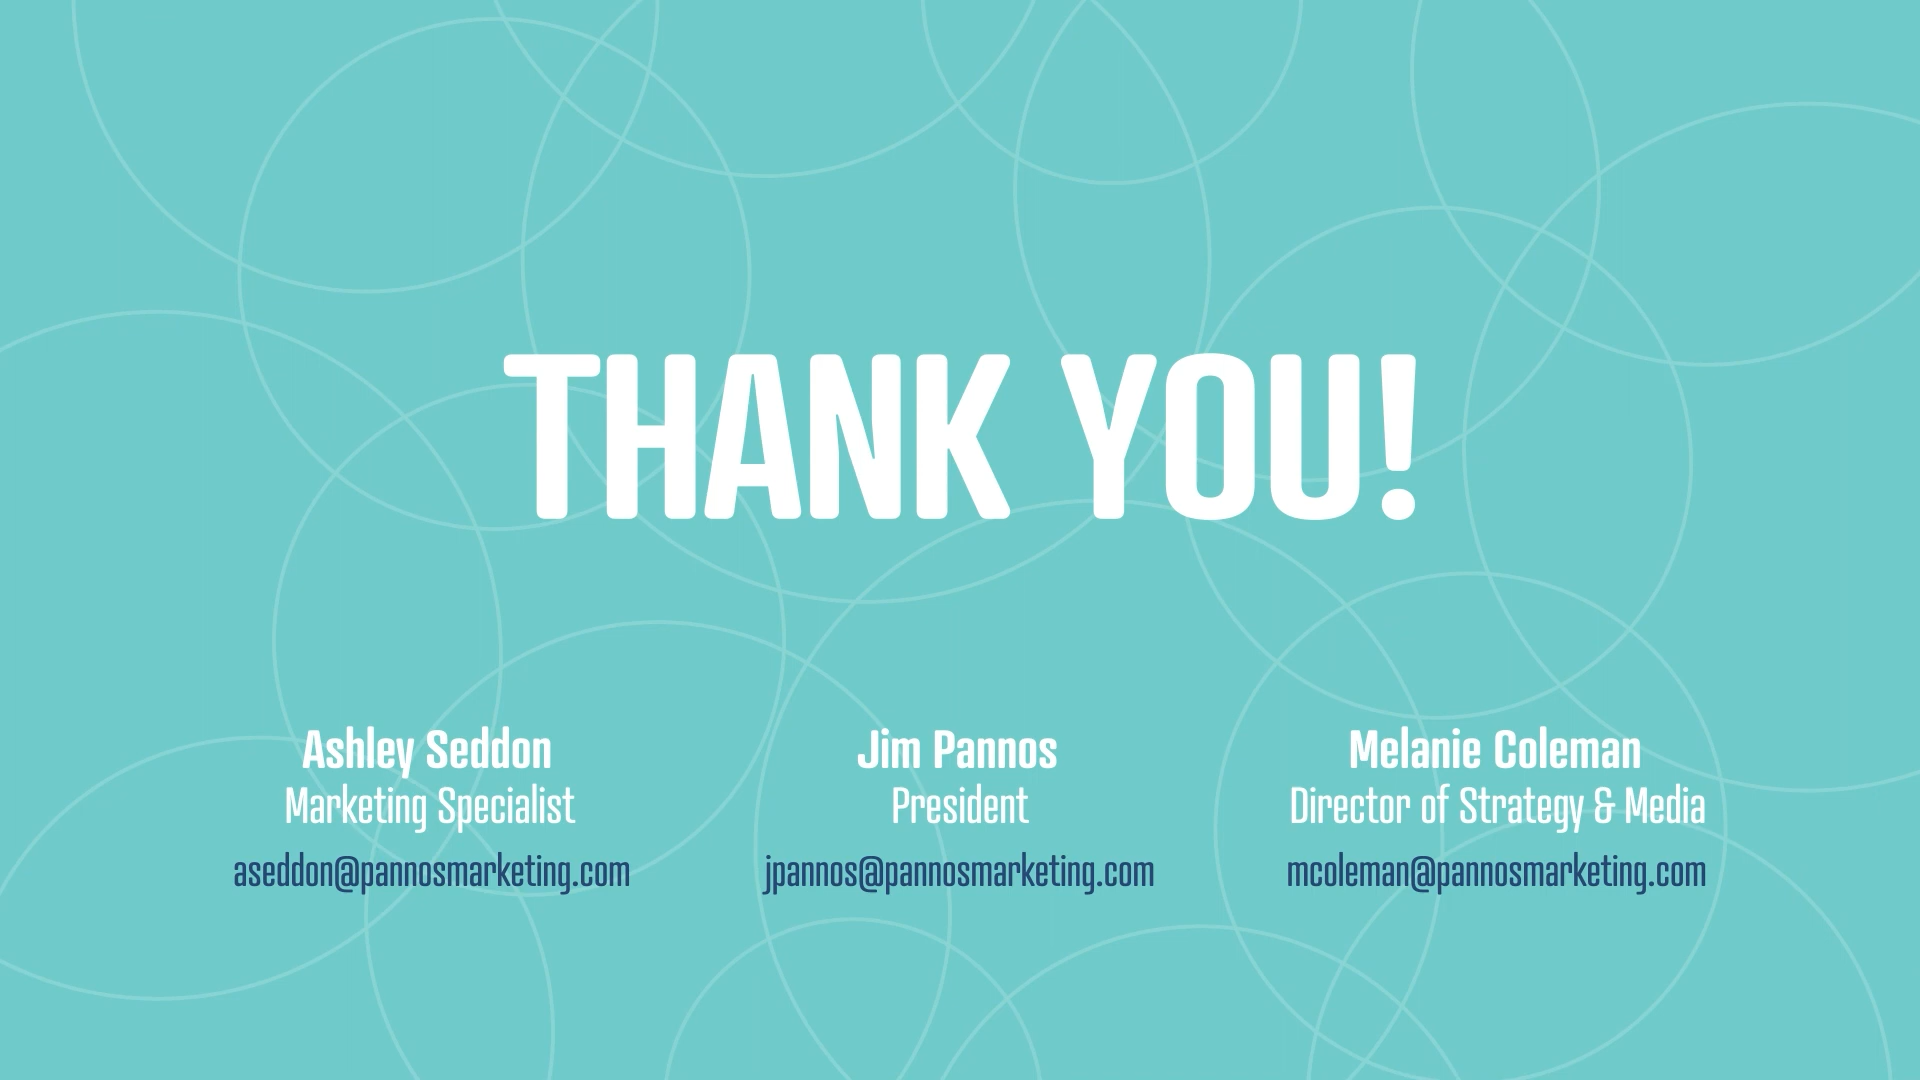 THANK YOU!
Ashley Seddon
Marketing Specialist
aseddon@pannosmarketing.com
Jim Pannos
President
jpannos@pannosmarketing.com
Melanie Coleman
Director of Strategy & Media
mcoleman@pannosmarketing.com